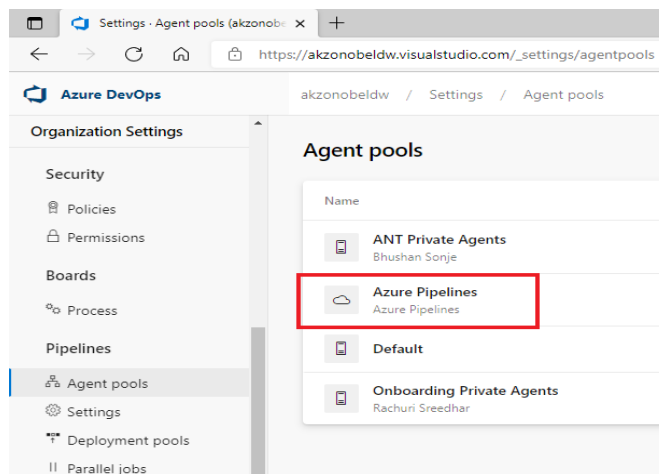 Settings · Agent pools (akzonobe
https://akzonobeldw.visualstudio.com/_settings/agentpools
Azure DevOps
akzonobeldw / Settings / Agent pools
Organization Settings
Security
Policies
Permissions
Boards
Process
Pipelines
Agent pools
Settings
Deployment pools
Parallel jobs
Agent pools
Name
ANT Private Agents
Bhushan Sonje
Azure Pipelines
Azure Pipelines
Default
Onboarding Private Agents
Rachuri Sreedhar